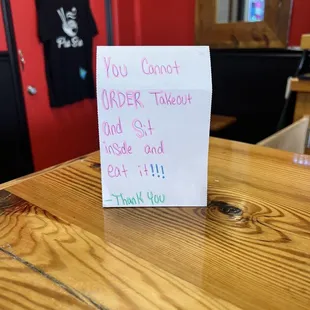 You Cannot
ORDER Takeout
and Sit
inside and
eat it!!!
-Thank You